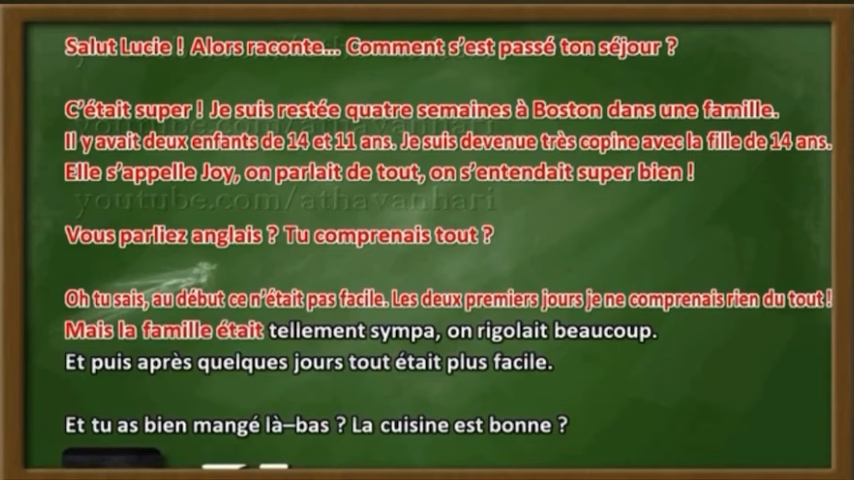 Salut Lucie ! Alors raconte... Comment s'est passé ton séjour ?
C'était super ! Je suis restée quatre semaines à Boston dans une famille.
youtube.com/athavanhari
Il y avait deux enfants de 14 et 11 ans. Je suis devenue très copine avec la fille de 14 ans.
Elle s'appelle Joy, on parlait de tout, on s'entendait super bien !
youtube.com/athavanhari
Vous parliez anglais ? Tu comprenais tout ?
Oh tu sais, au début ce n'était pas facile. Les deux premiers jours je ne comprenais rien du tout !
Mais la famille était tellement sympa, on rigolait beaucoup.
Et puis après quelques jours tout était plus facile.
Et tu as bien mangé là–bas ? La cuisine est bonne ?